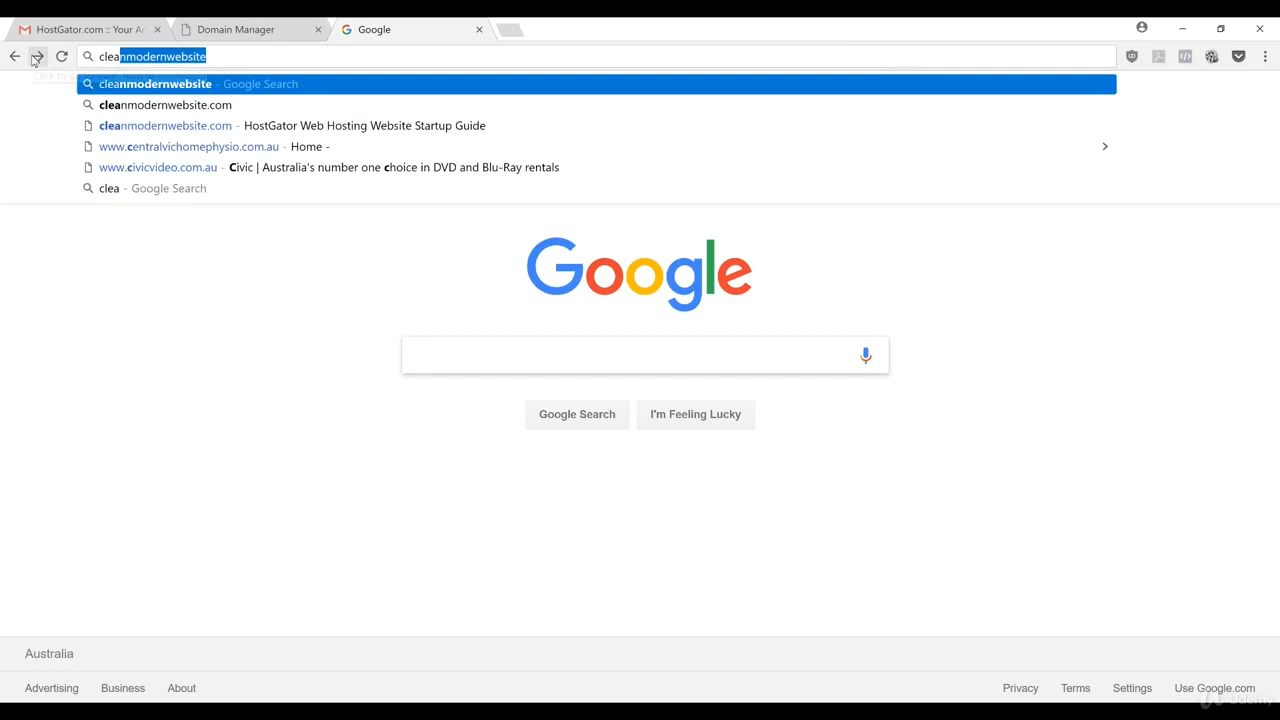 HostGator.com :: Your Ac
Domain Manager
Google
cleanmodernwebsite
cleanmodernwebsite - Google Search
cleanmodernwebsite.com
cleanmodernwebsite.com - HostGator Web Hosting Website Startup Guide
www.centralvichomephysio.com.au - Home -
www.civicvideo.com.au - Civic | Australia's number one choice in DVD and Blu-Ray rentals
clea - Google Search
Google
Google Search
I'm Feeling Lucky
Australia
Advertising
Business
About
Privacy
Terms
Settings
Use Google.com
Udemy